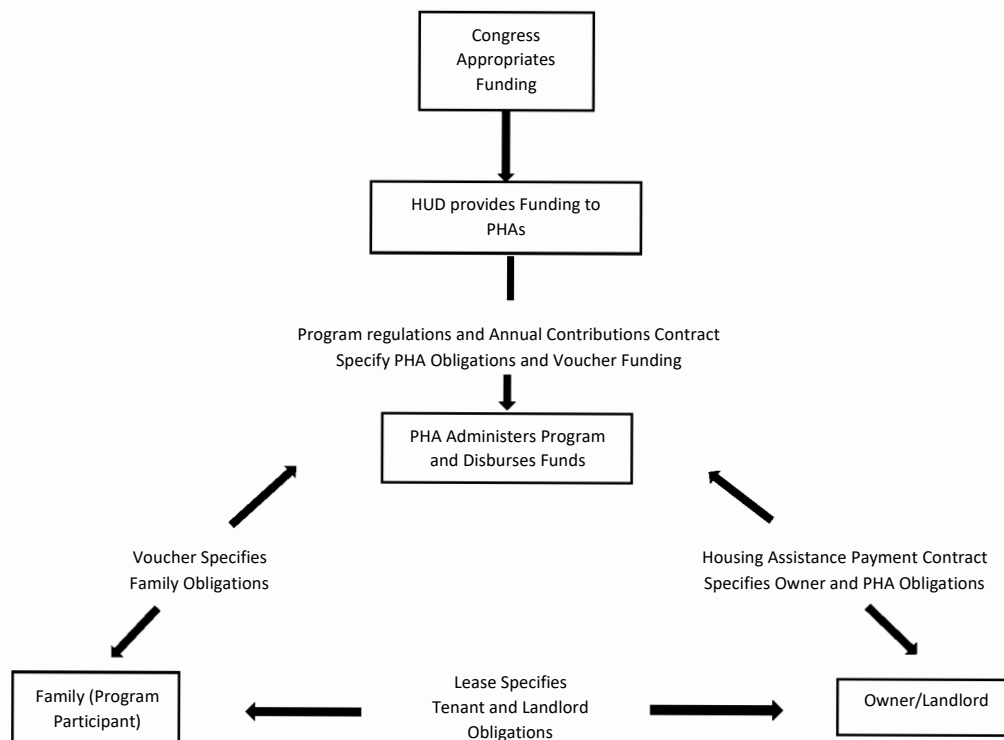 Congress
Appropriates
Funding
HUD provides Funding to
PHAs
Program regulations and Annual Contributions Contract
Specify PHA Obligations and Voucher Funding
PHA Administers Program
and Disburses Funds
Voucher Specifies
Family Obligations
Housing Assistance Payment Contract
Specifies Owner and PHA Obligations
Family (Program
Participant)
Lease Specifies
Tenant and Landlord
Obligations
Owner/Landlord